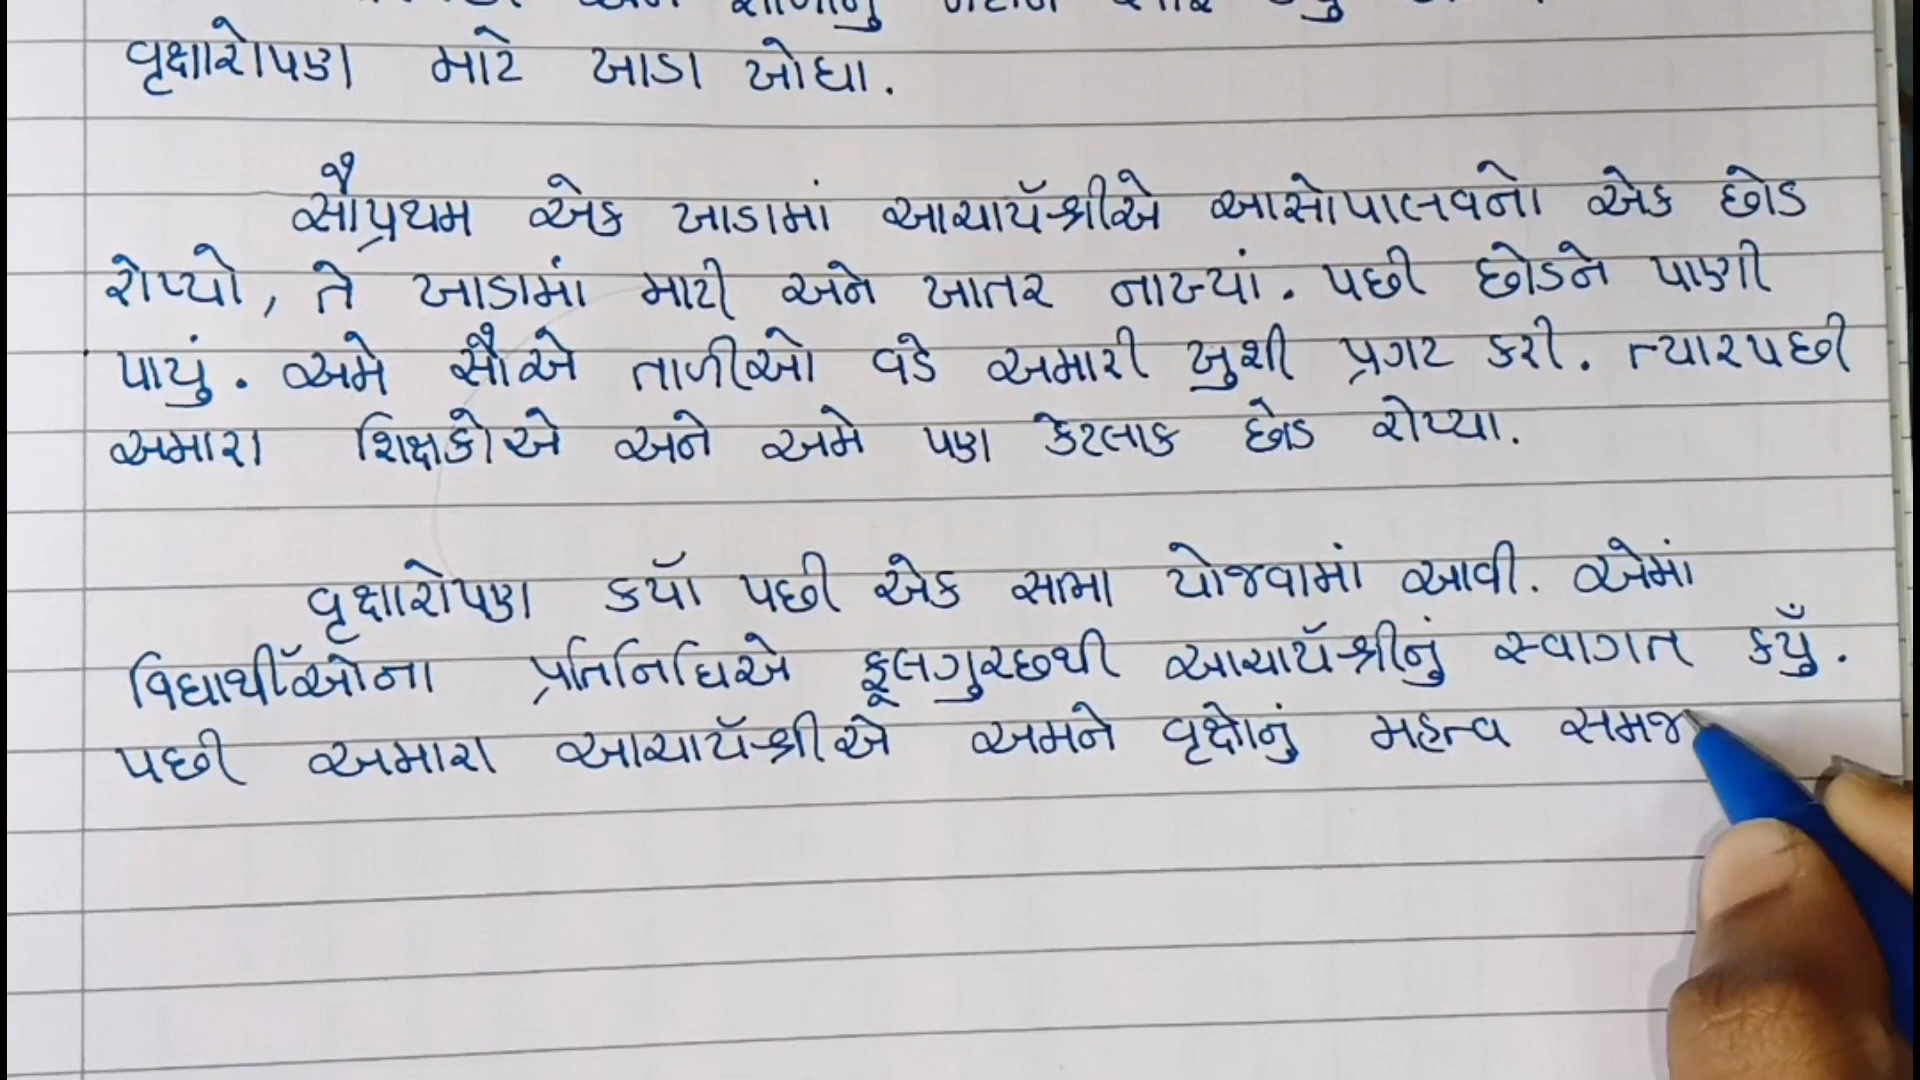 વૃક્ષારોપણ માટે ખાડા ખોદ્યા.
સૌપ્રથમ એક ખાડામાં આચાર્યશ્રીએ આસોપાલવનો એક છોડ
રોપ્યો, તે ખાડામાં માટી અને ખાતર નાખ્યાં. પછી છોડને પાણી
પાયું. અમે સૌએ તાળીઓ વડે અમારી ખુશી પ્રગટ કરી. ત્યારપછી
અમારા શિક્ષકોએ અને અમે પણ કેટલાક છોડ રોપ્યા.
વૃક્ષારોપણ કર્યા પછી એક સભા યોજવામાં આવી. એમાં
વિદ્યાર્થીઓના પ્રતિનિધિએ ફૂલગુચ્છથી આચાર્યશ્રીનું સ્વાગત કર્યું.
પછી અમારા આચાર્યશ્રીએ અમને વૃક્ષોનું મહત્વ સમજ